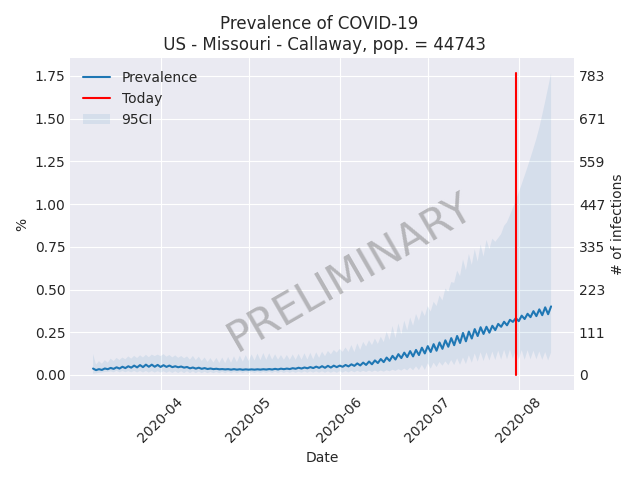 Prevalence of COVID-19
US - Missouri - Callaway, pop. = 44743
Prevalence
Today
95CI
PRELIMINARY
%
1.75
1.50
1.25
1.00
0.75
0.50
0.25
0.00
783
671
559
447
335
223
111
0
# of infections
2020-04
2020-05
2020-06
2020-07
2020-08
Date